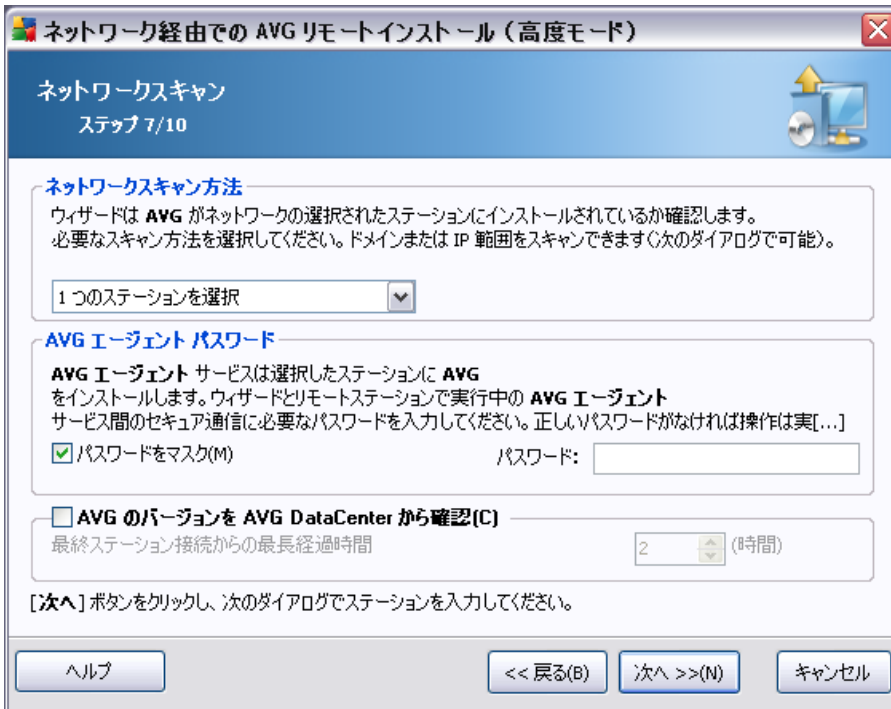 ネットワーク経由での AVG リモートインストール（高度モード）
ネットワークスキャン
ステップ 7/10
ネットワークスキャン方法
ウィザードは AVG がネットワークの選択されたステーションにインストールされているか確認します。
必要なスキャン方法を選択してください。ドメインまたは IP 範囲をスキャンできます(次のダイアログで可能)。
1 つのステーションを選択
AVG エージェント パスワード
AVG エージェント サービスは選択したステーションに AVG
をインストールします。ウィザードとリモートステーションで実行中の AVG エージェント
サービス間のセキュア通信に必要なパスワードを入力してください。正しいパスワードがなければ操作は実[...]
パスワードをマスク(M)
パスワード:
AVG のバージョンを AVG DataCenter から確認(C)
最終ステーション接続からの最長経過時間
2 (時間)
[次へ] ボタンをクリックし、次のダイアログでステーションを入力してください。
ヘルプ
<< 戻る(B)
次へ >>(N)
キャンセル